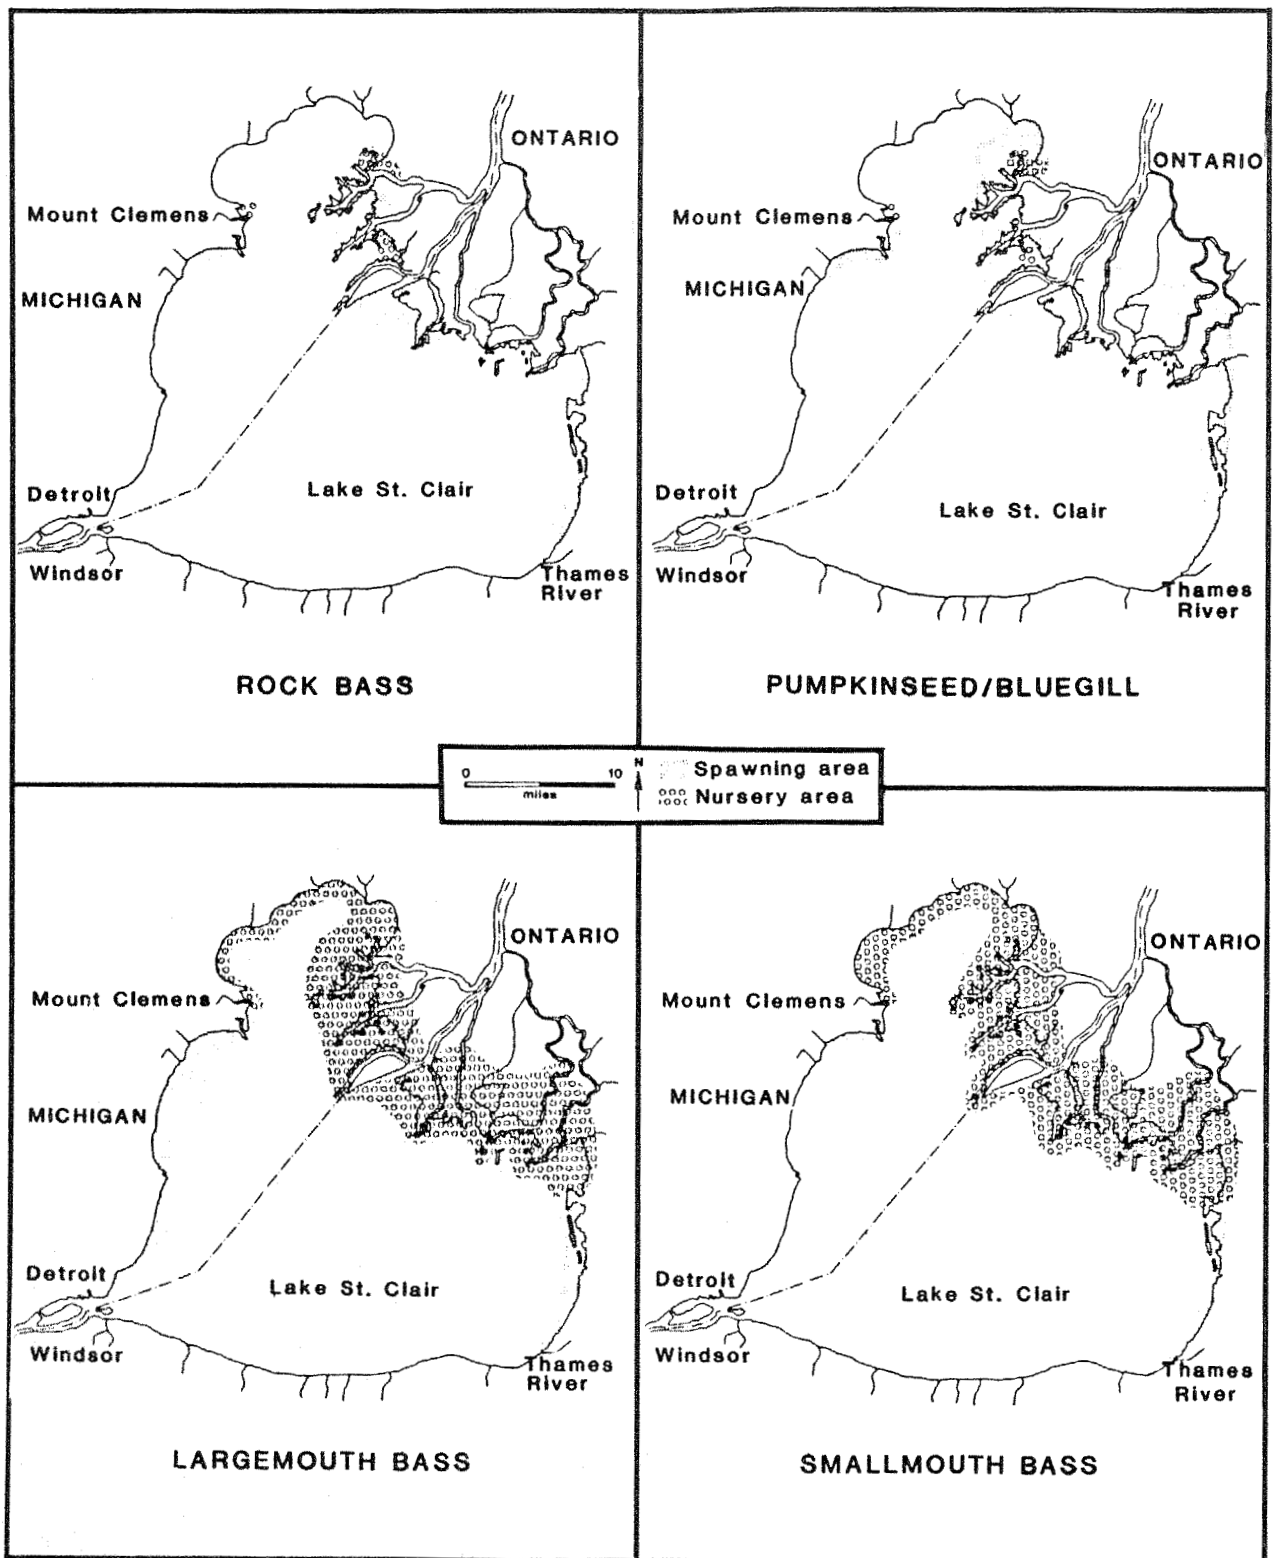 ONTARIO
Mount Clemens
MICHIGAN
Detroit
Lake St. Clair
Windsor
Thames
River
ROCK BASS
ONTARIO
Mount Clemens
MICHIGAN
Detroit
Lake St. Clair
Windsor
Thames
River
PUMPKINSEED/BLUEGILL
0 10
miles
N
Spawning area
Nursery area
ONTARIO
Mount Clemens
MICHIGAN
Detroit
Lake St. Clair
Windsor
Thames
River
LARGEMOUTH BASS
ONTARIO
Mount Clemens
MICHIGAN
Detroit
Lake St. Clair
Windsor
Thames
River
SMALLMOUTH BASS